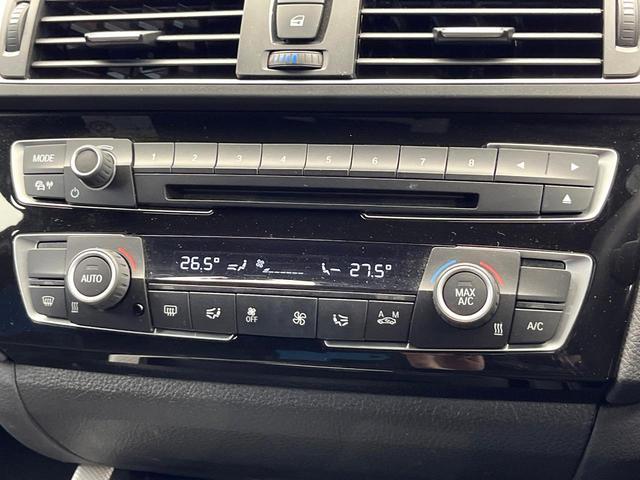 MODE 1 2 3 4 5 6 7 8
26.5° 27.5°
AUTO MAX A/C
OFF A M A/C